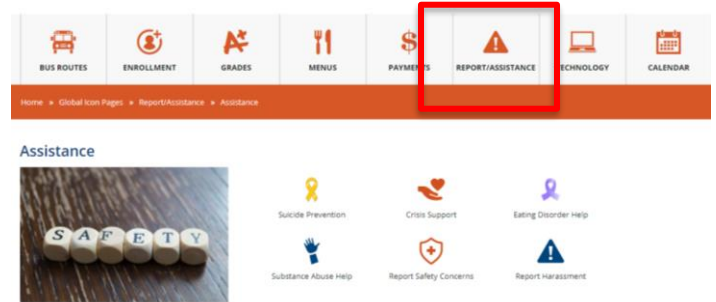 BUS ROUTES ENROLLMENT GRADES MENUS PAYMENTS REPORT/ASSISTANCE TECHNOLOGY CALENDAR
Home » Global Icon Pages » Report/Assistance » Assistance
Assistance
Suicide Prevention Crisis Support Eating Disorder Help
SAFETY
Substance Abuse Help Report Safety Concerns Report Harassment